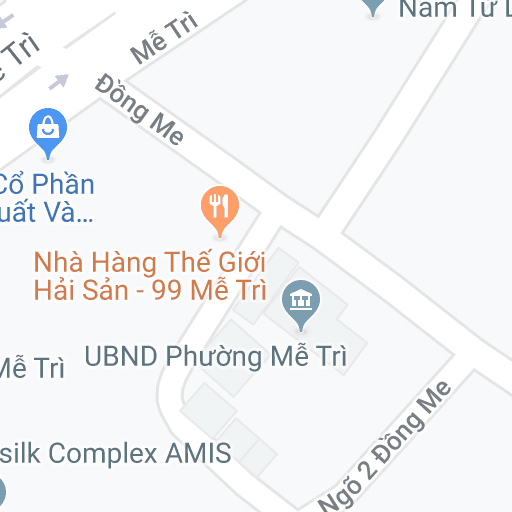 Nam Từ L
Mễ Trì
c Trì
Đồng Me
Cổ Phần
uất Và...
Nhà Hàng Thế Giới
Hải Sản - 99 Mễ Trì
UBND Phường Mễ Trì
Mễ Trì
Ngõ 2 Đồng Me
silk Complex AMIS